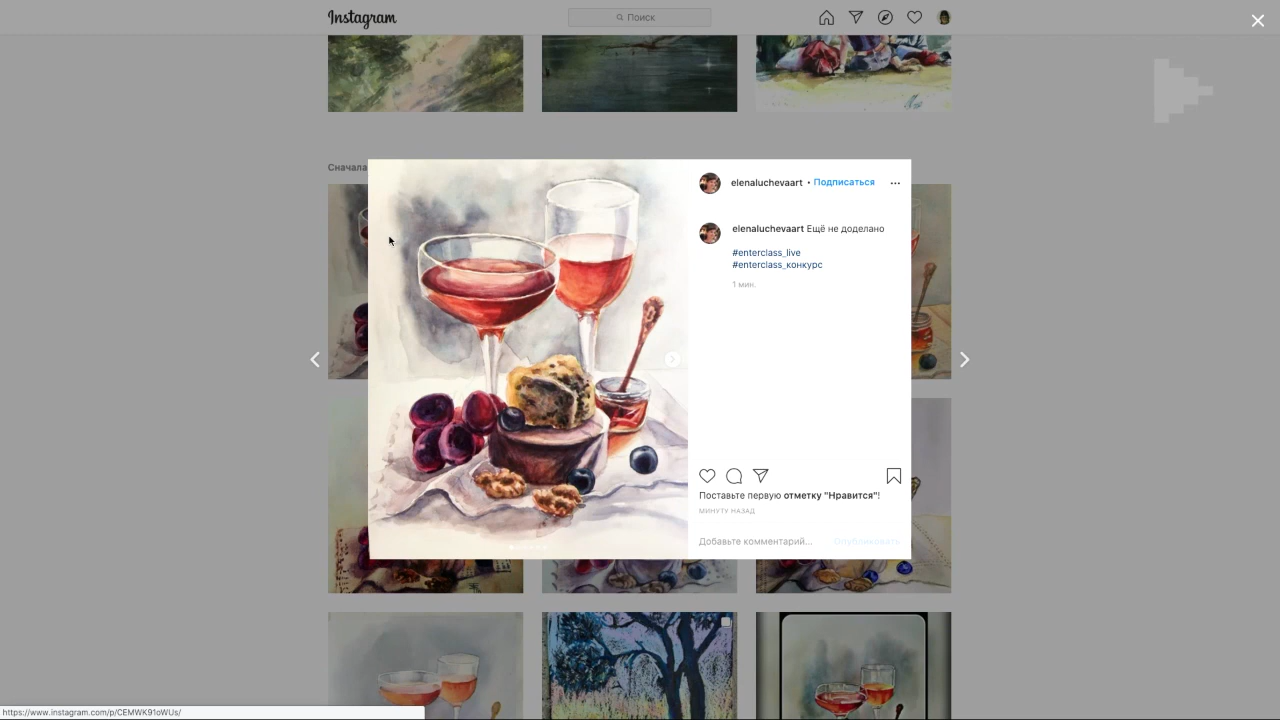 Instagram
Поиск
Сначала
elenaluchevaart • Подписаться
elenaluchevaart Ещё не доделано
#enterclass_live
#enterclass_конкурс
1 мин.
Поставьте первую отметку "Нравится"!
МИНУТУ НАЗАД
Добавьте комментарий... Опубликовать
https://www.instagram.com/p/CEMWK91oWUs/